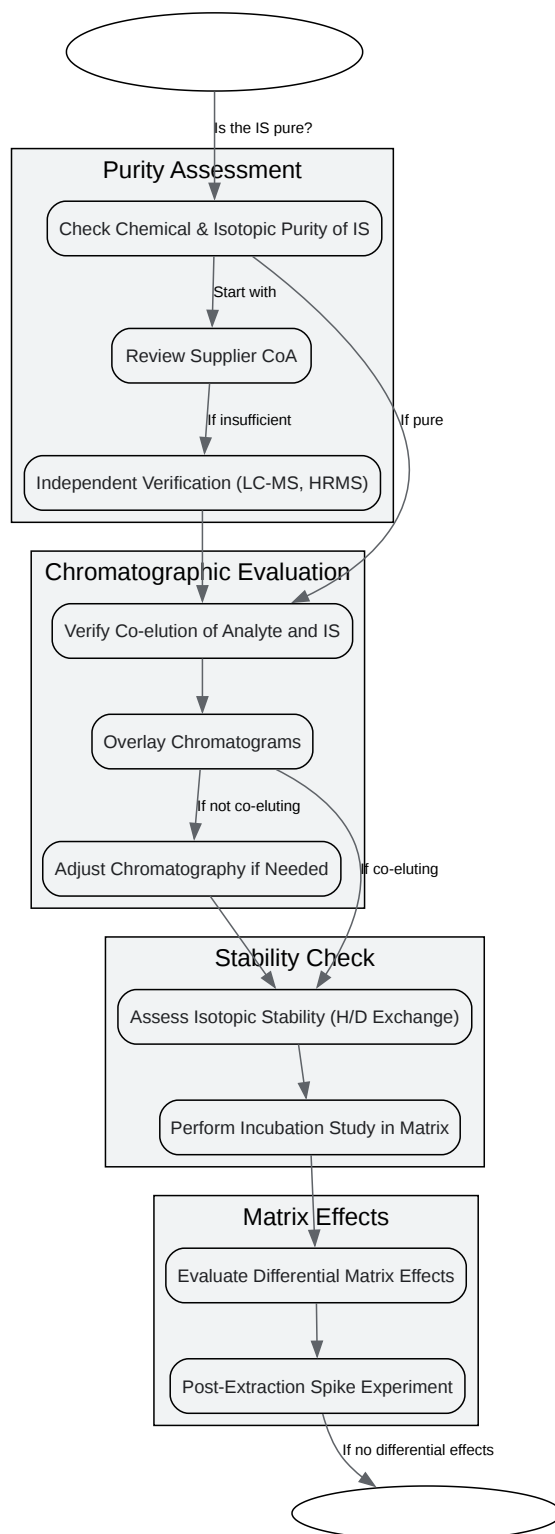 Is the IS pure?
Purity Assessment
Check Chemical & Isotopic Purity of IS
Start with
Review Supplier CoA
If insufficient
If pure
Independent Verification (LC-MS, HRMS)
Chromatographic Evaluation
Verify Co-elution of Analyte and IS
Overlay Chromatograms
If not co-eluting
Adjust Chromatography if Needed
If co-eluting
Stability Check
Assess Isotopic Stability (H/D Exchange)
Perform Incubation Study in Matrix
Matrix Effects
Evaluate Differential Matrix Effects
Post-Extraction Spike Experiment
If no differential effects